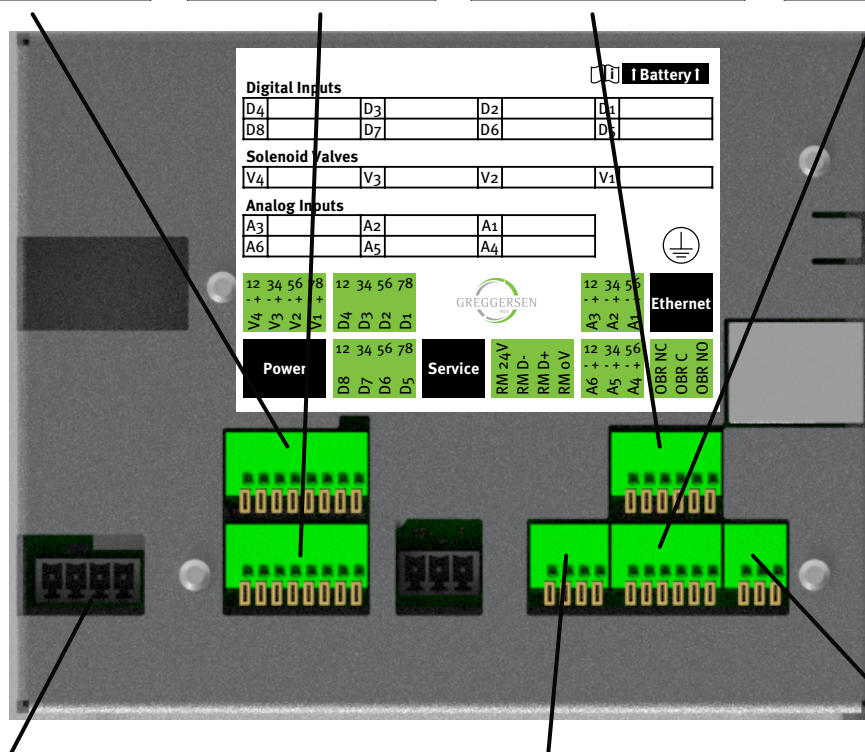 i ↑ Battery ↑
Digital Inputs
D4 D3 D2 D1
D8 D7 D6 D5
Solenoid Valves
V4 V3 V2 V1
Analog Inputs
A3 A2 A1
A6 A5 A4
12 34 56 78
- + - + - + - +
V4 V3 V2 V1
12 34 56 78
D4 D3 D2 D1
GREGGERSEN
12 34 56
- + - + - +
A3 A2 A1
Ethernet
Power
12 34 56 78
D8 D7 D6 D5
Service
RM 24V
RM D-
RM D+
RM 0V
12 34 56
- + - + - +
A6 A5 A4
OBR NC
OBR C
OBR NO